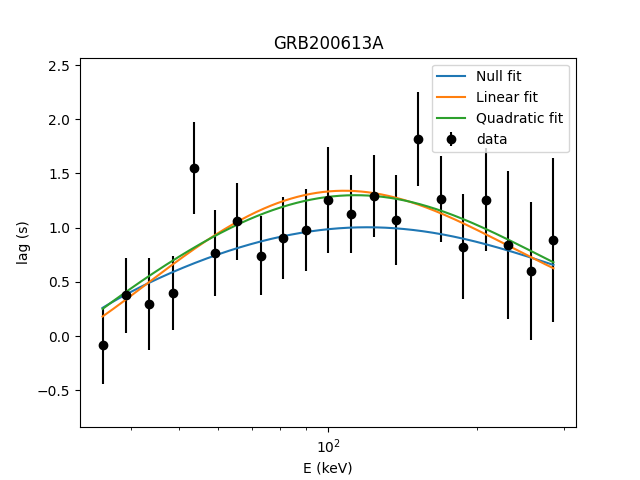 GRB200613A
Null fit
Linear fit
Quadratic fit
data
2.5
2.0
1.5
1.0
0.5
0.0
−0.5
lag (s)
10²
E (keV)